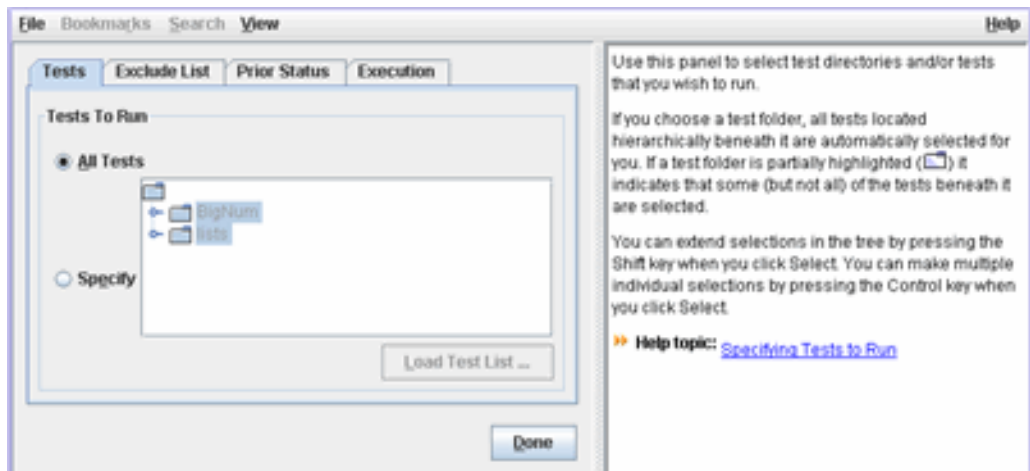 File Bookmarks Search View Help
Tests Exclude List Prior Status Execution
Tests To Run
All Tests
BigNum
lists
Specify
Load Test List ...
Done
Use this panel to select test directories and/or tests
that you wish to run.
If you choose a test folder, all tests located
hierarchically beneath it are automatically selected for
you. If a test folder is partially highlighted ( ) it
indicates that some (but not all) of the tests beneath it
are selected.
You can extend selections in the tree by pressing the
Shift key when you click Select. You can make multiple
individual selections by pressing the Control key when
you click Select.
Help topic: Specifying Tests to Run